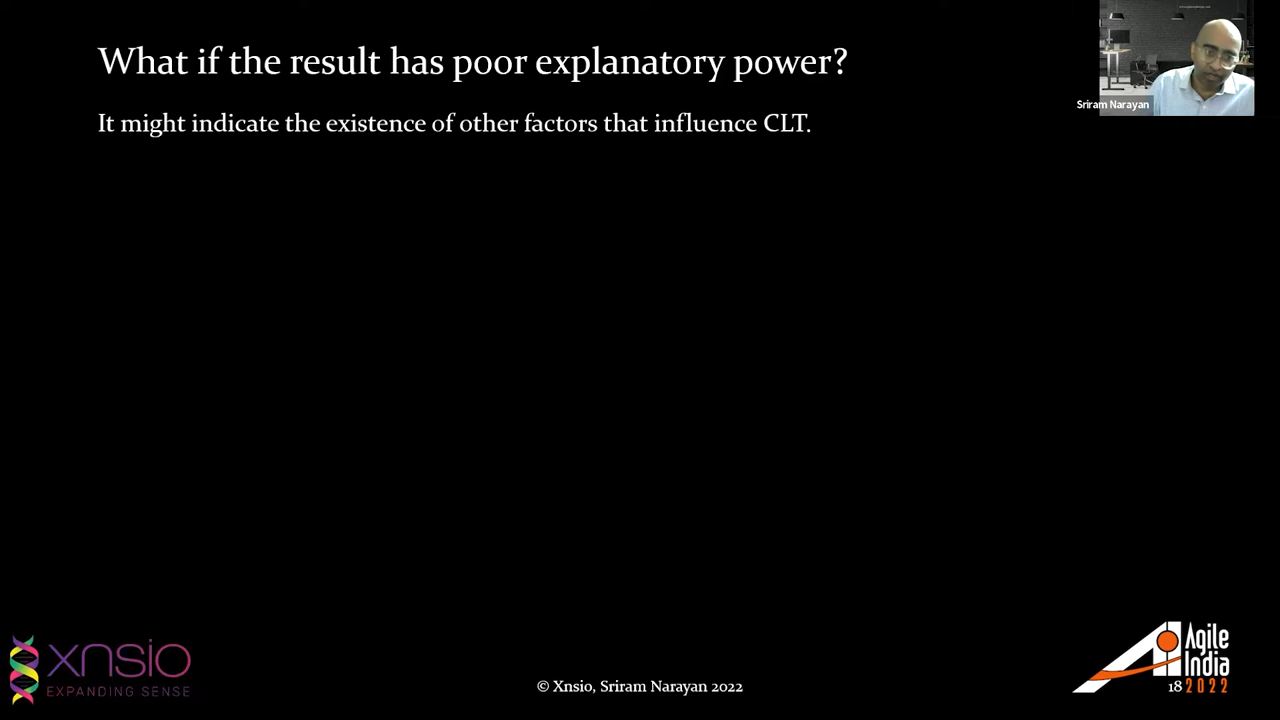 What if the result has poor explanatory power?
It might indicate the existence of other factors that influence CLT.
Sriram Narayan
xnsio
EXPANDING SENSE
© Xnsio, Sriram Narayan 2022
Agile
India
18 2022